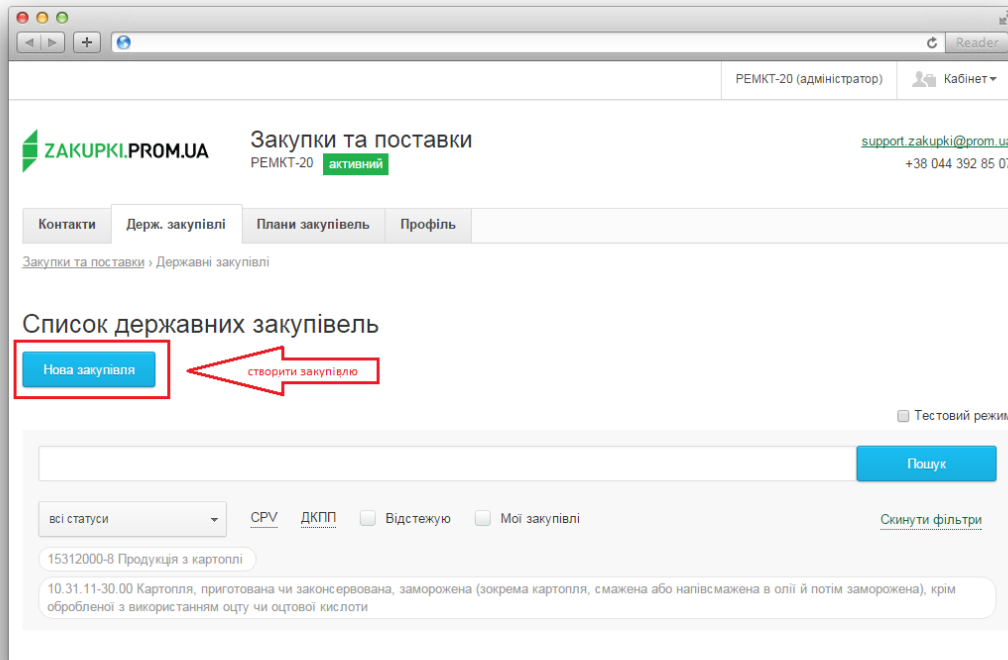 Reader
РЕМКТ-20 (адміністратор)
Кабінет
ZAKUPKI.PROM.UA
Закупки та поставки
РЕМКТ-20 активний
support.zakupki@prom.ua
+38 044 392 85 07
Контакти Держ. закупівлі Плани закупівель Профіль
Закупки та поставки › Державні закупівлі
Список державних закупівель
Нова закупівля
створити закупівлю
Тестовий режим
Пошук
всі статуси CPV ДКПП Відстежую Мої закупівлі Скинути фільтри
15312000-8 Продукція з картоплі
10.31.11-30.00 Картопля, приготована чи законсервована, заморожена (зокрема картопля, смажена або напівсмажена в олії й потім заморожена), крім
обробленої з використанням оцту чи оцтової кислоти